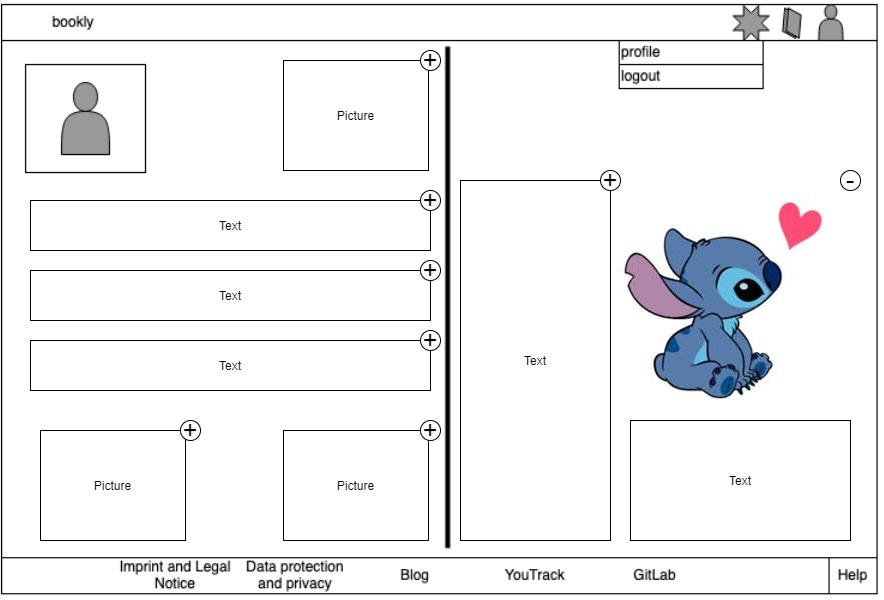 bookly
profile
logout
+
Picture
+
-
+
Text
+
Text
+
Text
Text
+
+
Picture
Picture
Text
Imprint and Legal
Notice
Data protection
and privacy
Blog
YouTrack
GitLab
Help